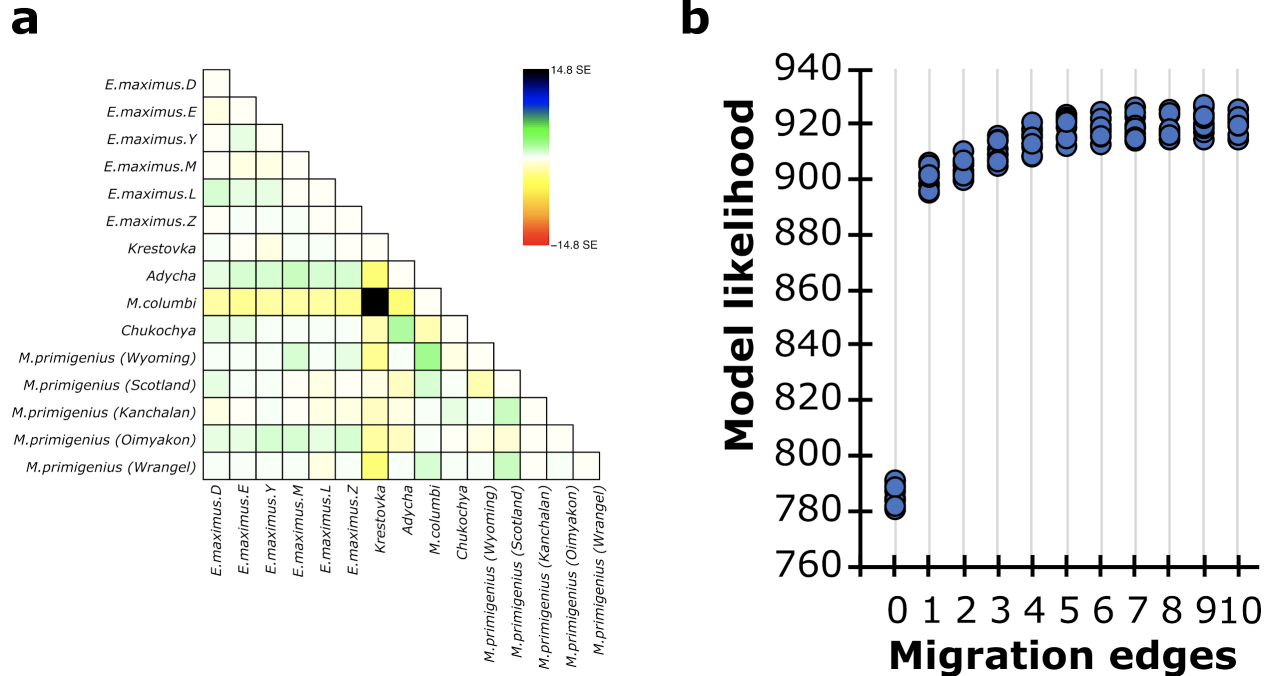 a
E.maximus.D
E.maximus.E
E.maximus.Y
E.maximus.M
E.maximus.L
E.maximus.Z
Krestovka
Adycha
M.columbi
Chukochya
M.primigenius (Wyoming)
M.primigenius (Scotland)
M.primigenius (Kanchalan)
M.primigenius (Oimyakon)
M.primigenius (Wrangel)
E.maximus.D
E.maximus.E
E.maximus.Y
E.maximus.M
E.maximus.L
E.maximus.Z
Krestovka
Adycha
M.columbi
Chukochya
M.primigenius (Wyoming)
M.primigenius (Scotland)
M.primigenius (Kanchalan)
M.primigenius (Oimyakon)
M.primigenius (Wrangel)
14.8 SE
−14.8 SE
b
Model likelihood
940
920
900
880
860
840
820
800
780
760
0 1 2 3 4 5 6 7 8 9 10
Migration edges